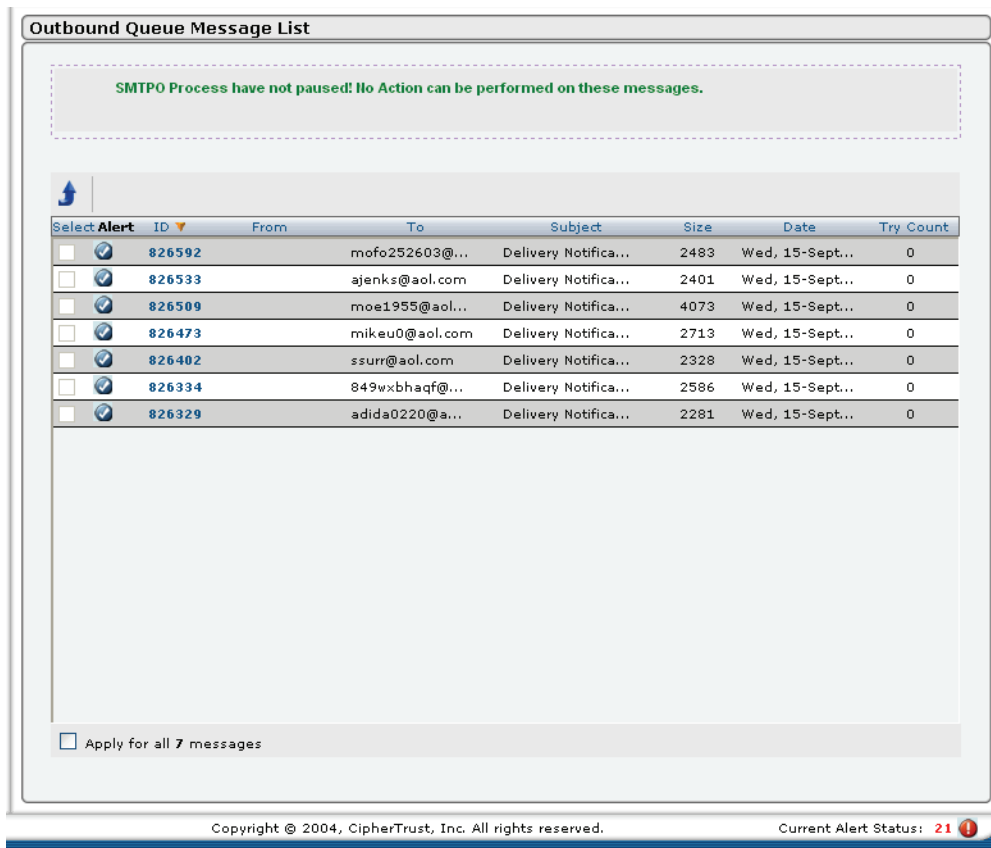 Outbound Queue Message List
SMTPO Process have not paused! No Action can be performed on these messages.
Select Alert ID From To Subject Size Date Try Count
826592 mofo252603@... Delivery Notifica... 2483 Wed, 15-Sept... 0
826533 ajenks@aol.com Delivery Notifica... 2401 Wed, 15-Sept... 0
826509 moe1955@aol... Delivery Notifica... 4073 Wed, 15-Sept... 0
826473 mikeu0@aol.com Delivery Notifica... 2713 Wed, 15-Sept... 0
826402 ssurr@aol.com Delivery Notifica... 2328 Wed, 15-Sept... 0
826334 849wxbhaqf@... Delivery Notifica... 2586 Wed, 15-Sept... 0
826329 adida0220@a... Delivery Notifica... 2281 Wed, 15-Sept... 0
Apply for all 7 messages
Copyright © 2004, CipherTrust, Inc. All rights reserved. Current Alert Status: 21